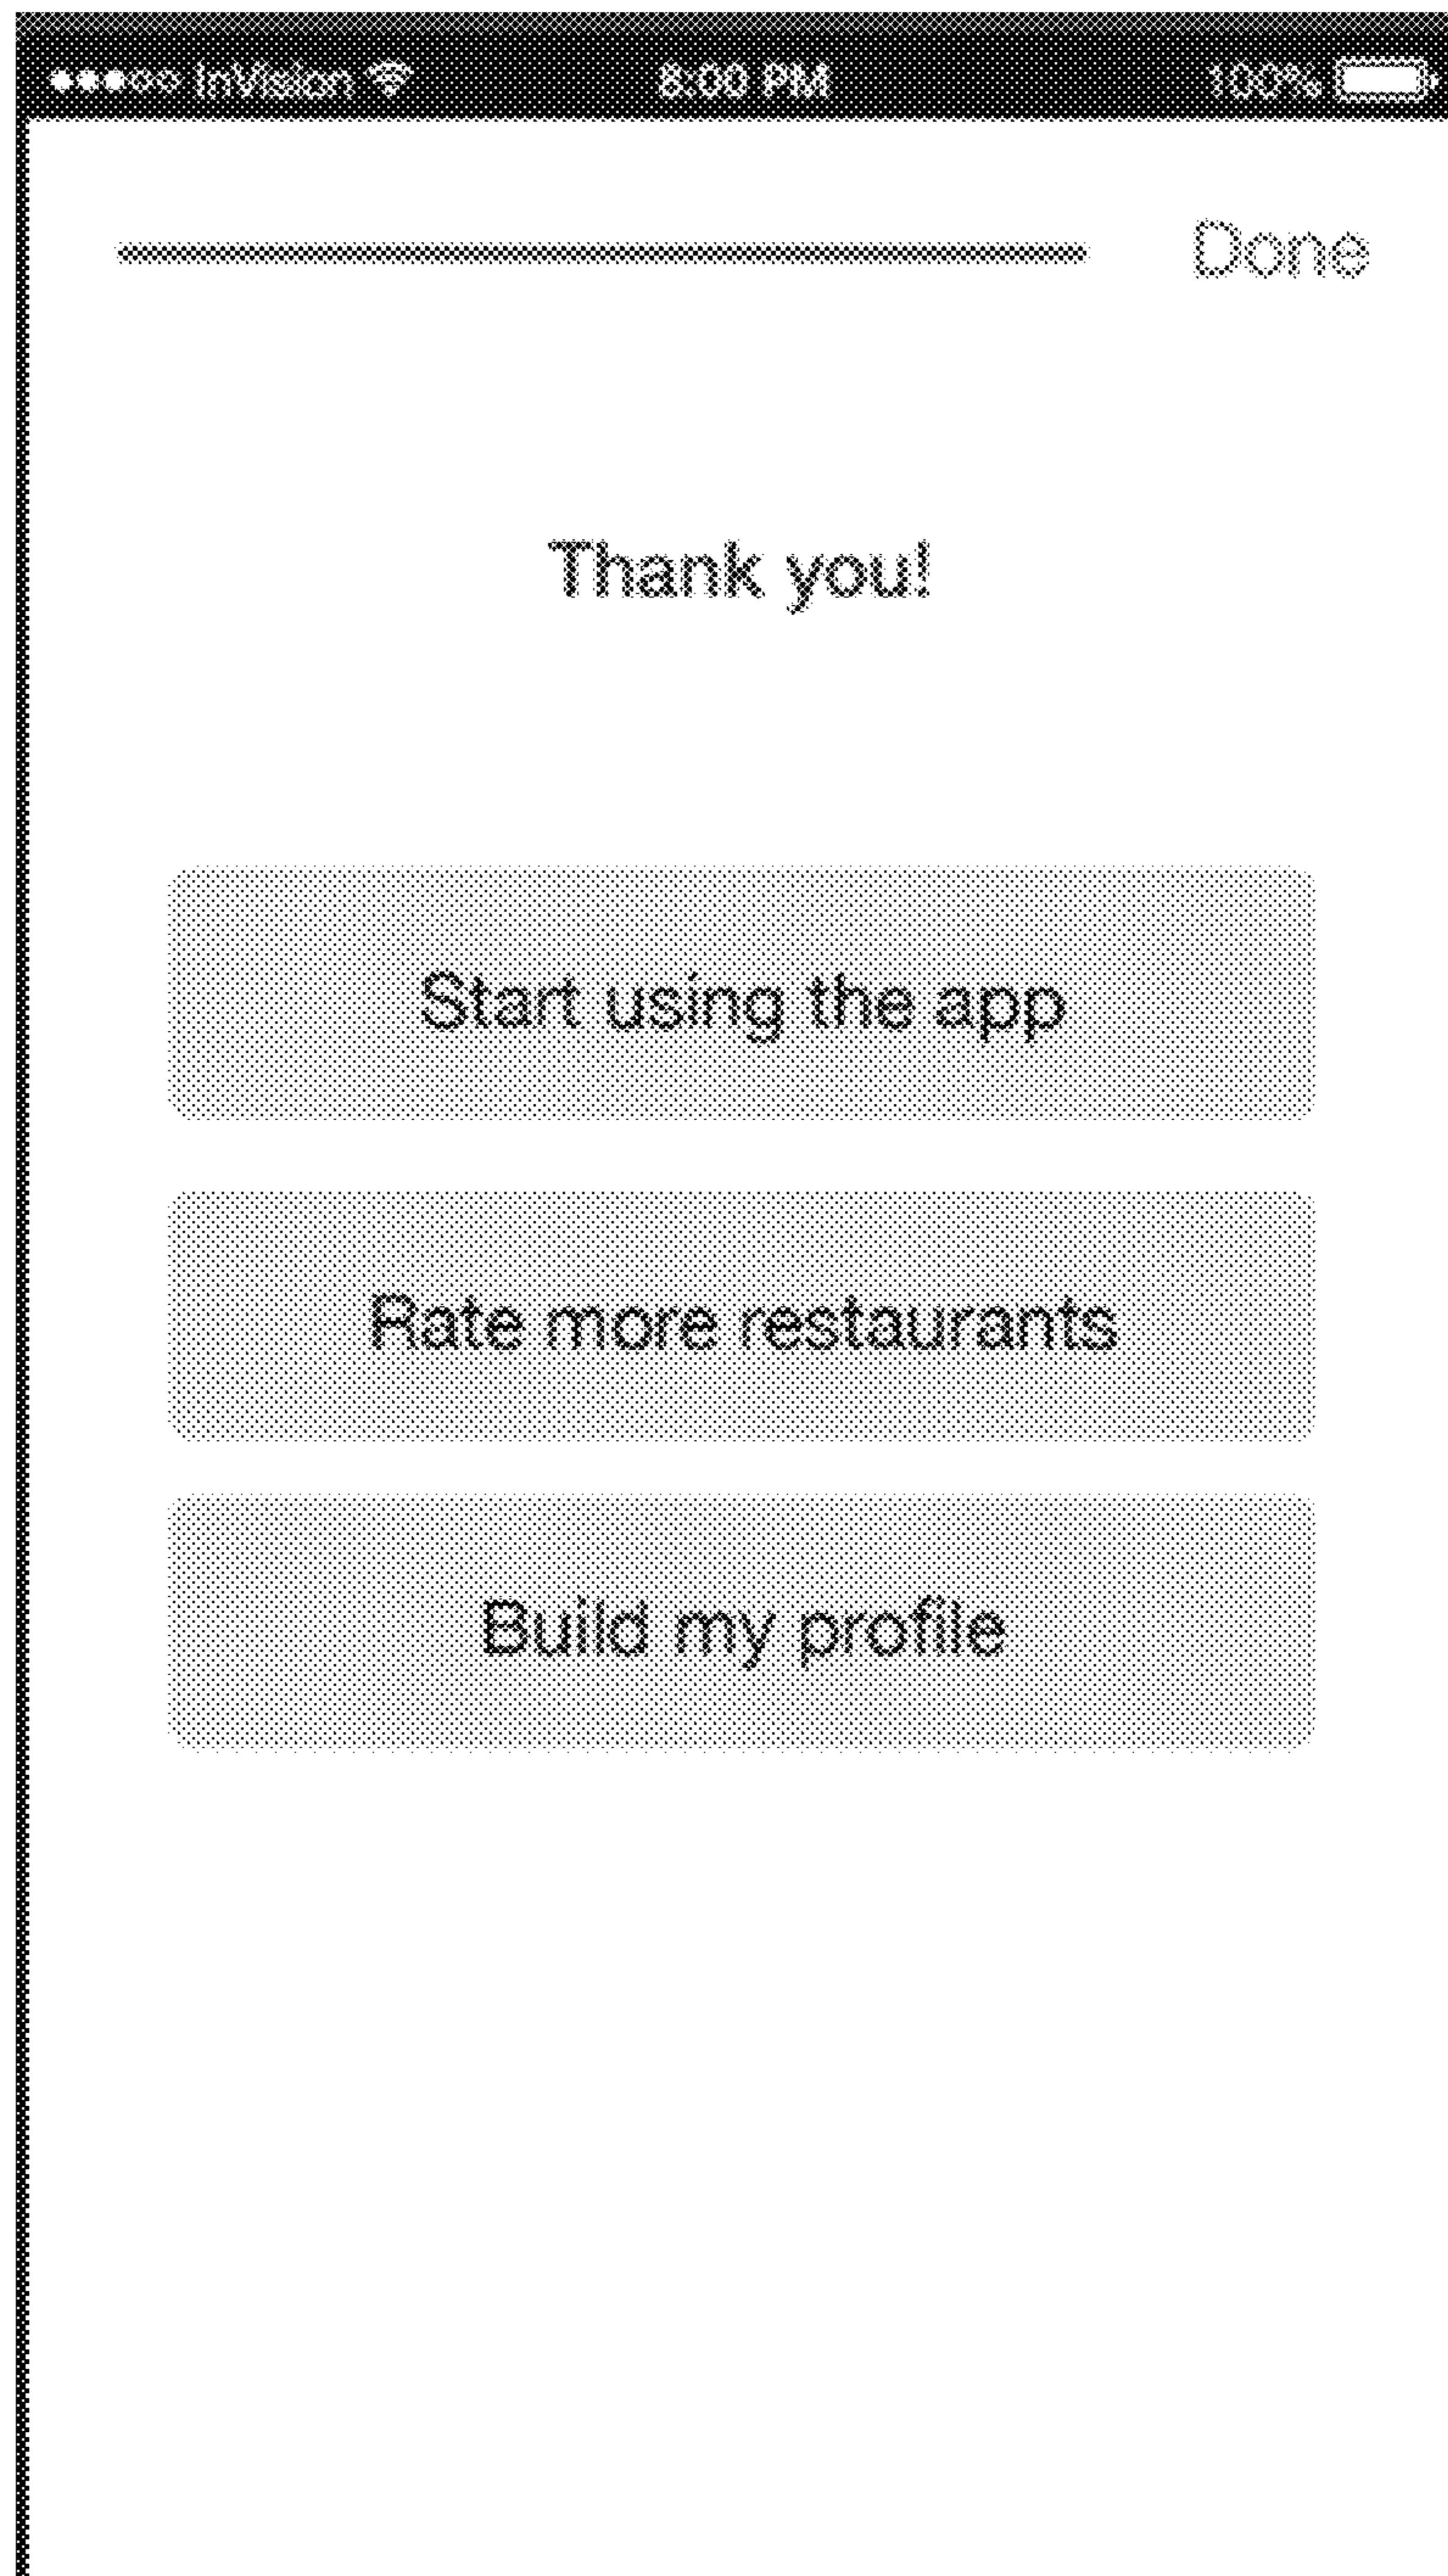 InVision 8:00 PM 100%
Done
Thank you!
Start using the app
Rate more restaurants
Build my profile